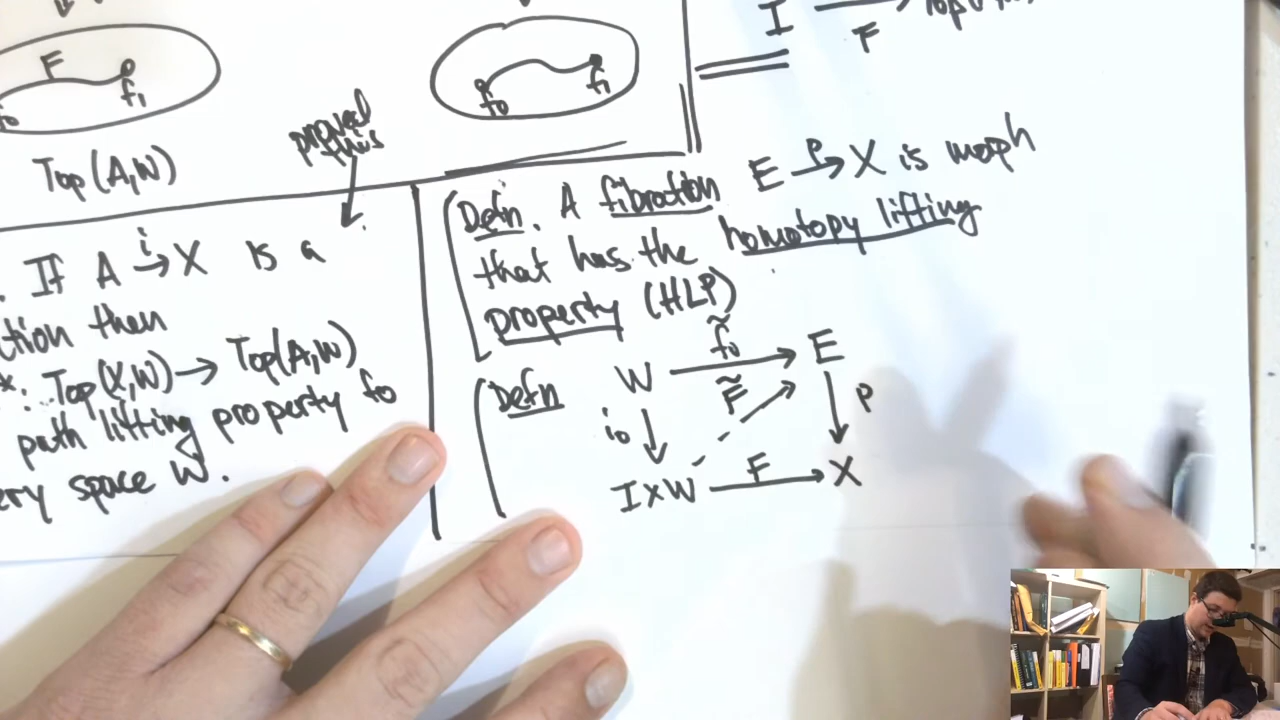 F
f₁
f₀
Top(A,W)
f₀
f₁
I
F
proved
this
. If A →ⁱ X is a
ction then
*: Top(X,W) → Top(A,W)
path lifting property fo
ery space W.
Defn. A fibration E →ᵖ X is morph
that has the homotopy lifting
property (HLP)
Defn
W f̃₀ E
i₀ F̃ p
I×W F X